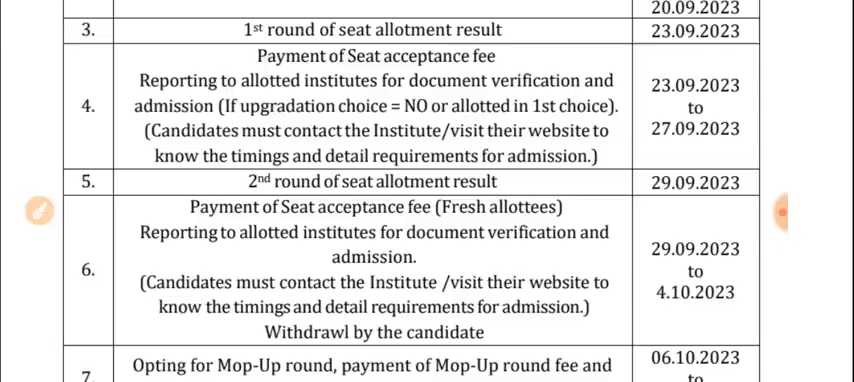 20.09.2023
3. 1st round of seat allotment result 23.09.2023
4.
Payment of Seat acceptance fee
Reporting to allotted institutes for document verification and
admission (If upgradation choice = NO or allotted in 1st choice).
(Candidates must contact the Institute/visit their website to
know the timings and detail requirements for admission.)
23.09.2023
to
27.09.2023
5. 2nd round of seat allotment result 29.09.2023
6.
Payment of Seat acceptance fee (Fresh allottees)
Reporting to allotted institutes for document verification and
admission.
(Candidates must contact the Institute /visit their website to
know the timings and detail requirements for admission.)
Withdrawl by the candidate
29.09.2023
to
4.10.2023
7.
Opting for Mop-Up round, payment of Mop-Up round fee and
06.10.2023
to